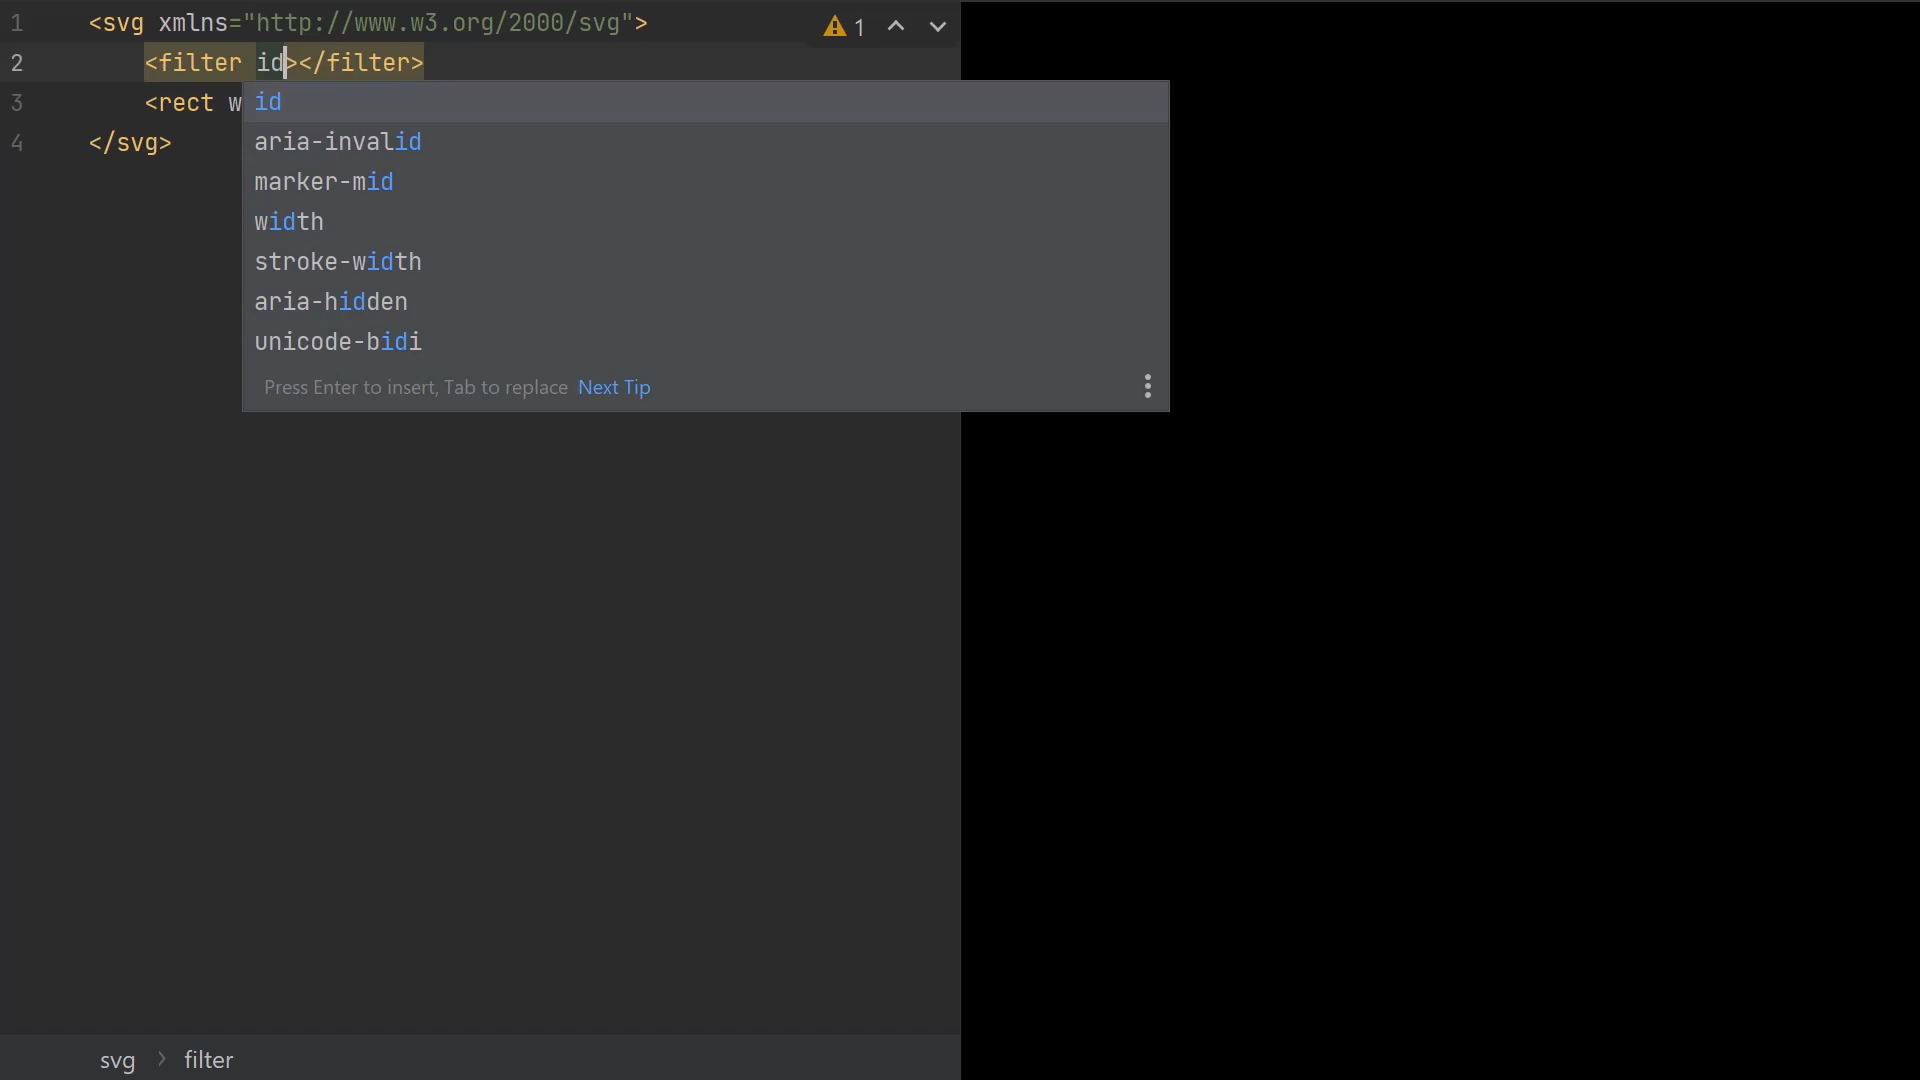 1 <svg xmlns="http://www.w3.org/2000/svg">
1
2 <filter id></filter>
3 <rect w
4 </svg>
id
aria-invalid
marker-mid
width
stroke-width
aria-hidden
unicode-bidi
Press Enter to insert, Tab to replace Next Tip
svg > filter